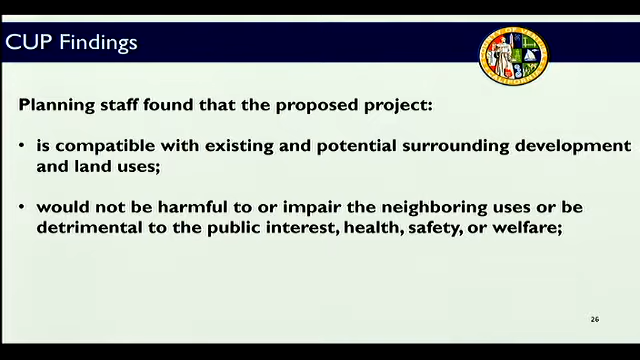 CUP Findings
Planning staff found that the proposed project:
• is compatible with existing and potential surrounding development
and land uses;
• would not be harmful to or impair the neighboring uses or be
detrimental to the public interest, health, safety, or welfare;
26